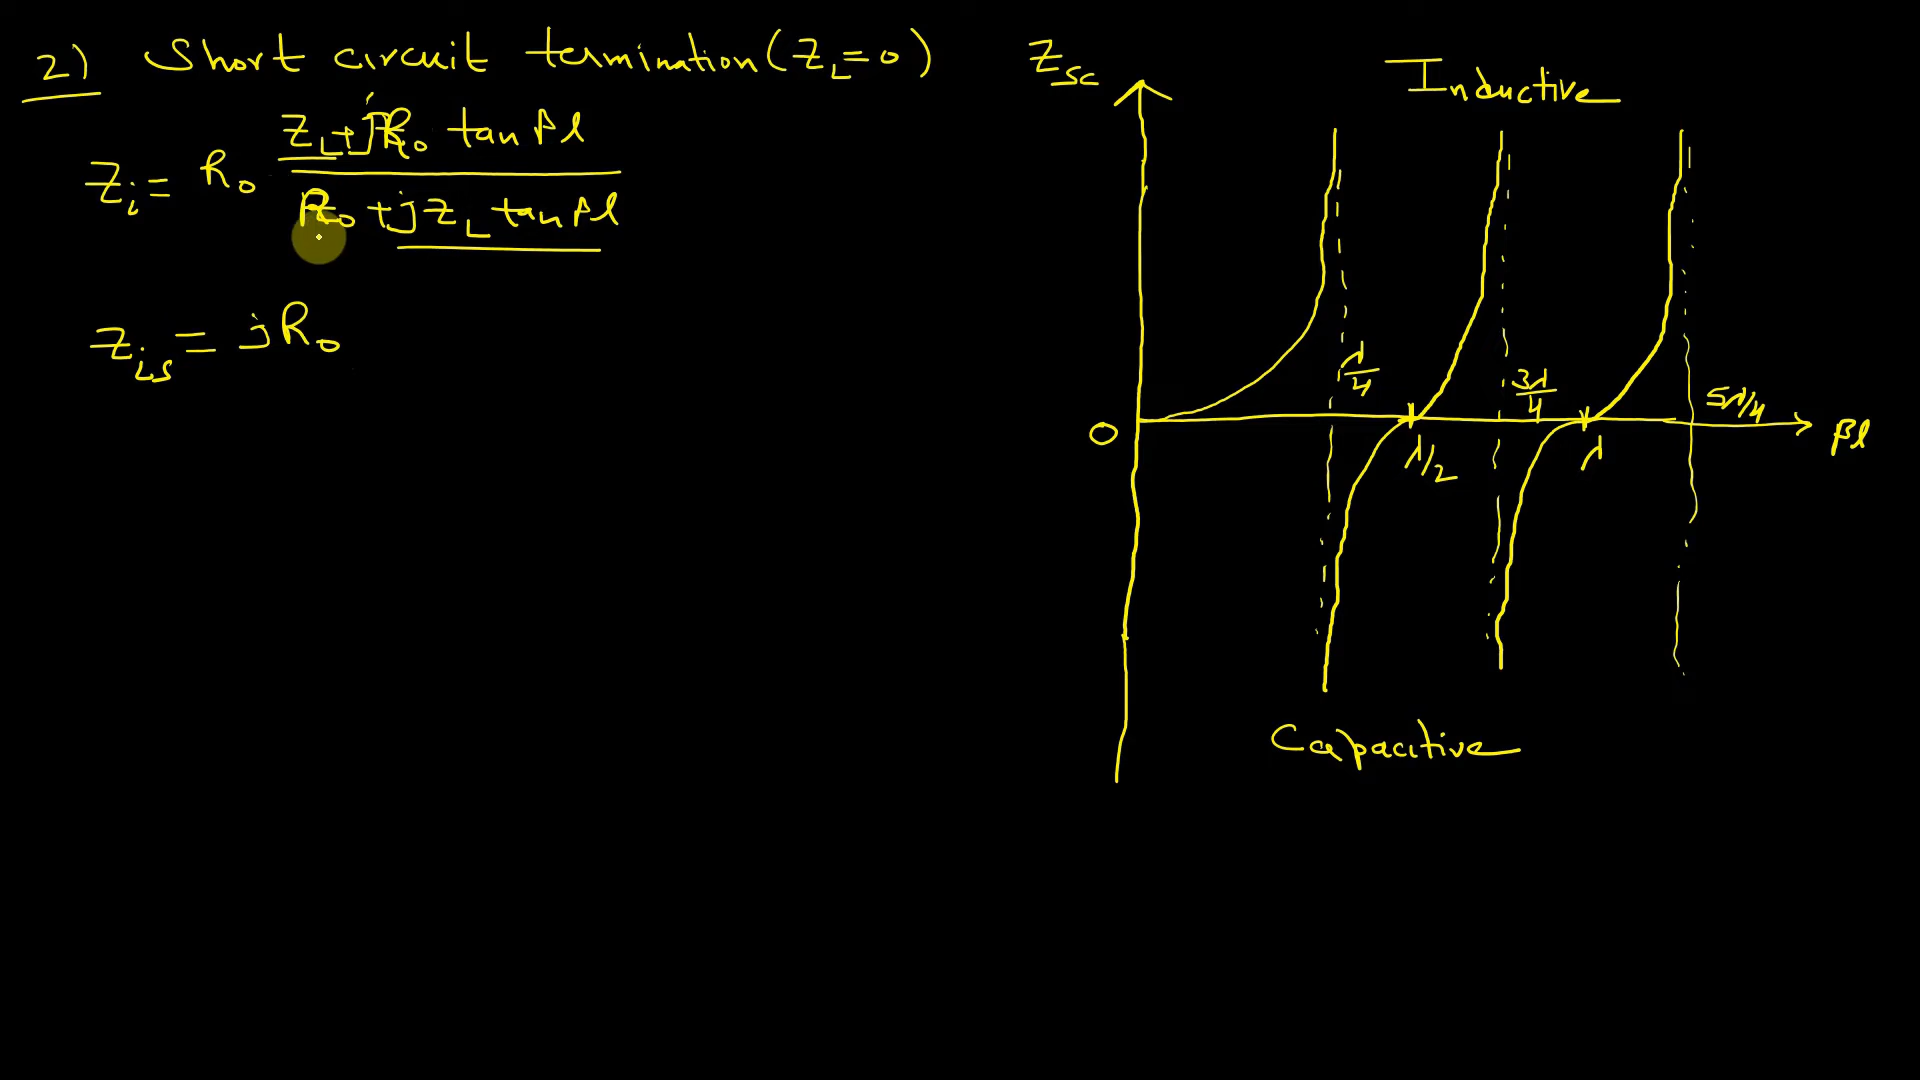 2) Short circuit termination (Z_L = 0)
Z_i = R_0 (Z_L + jR_0 tan βl) / (R_0 + jZ_L tan βl)
Z_is = jR_0
Z_sc
Inductive
λ/4
3λ/4
5λ/4
0
λ/2
λ
βl
Capacitive